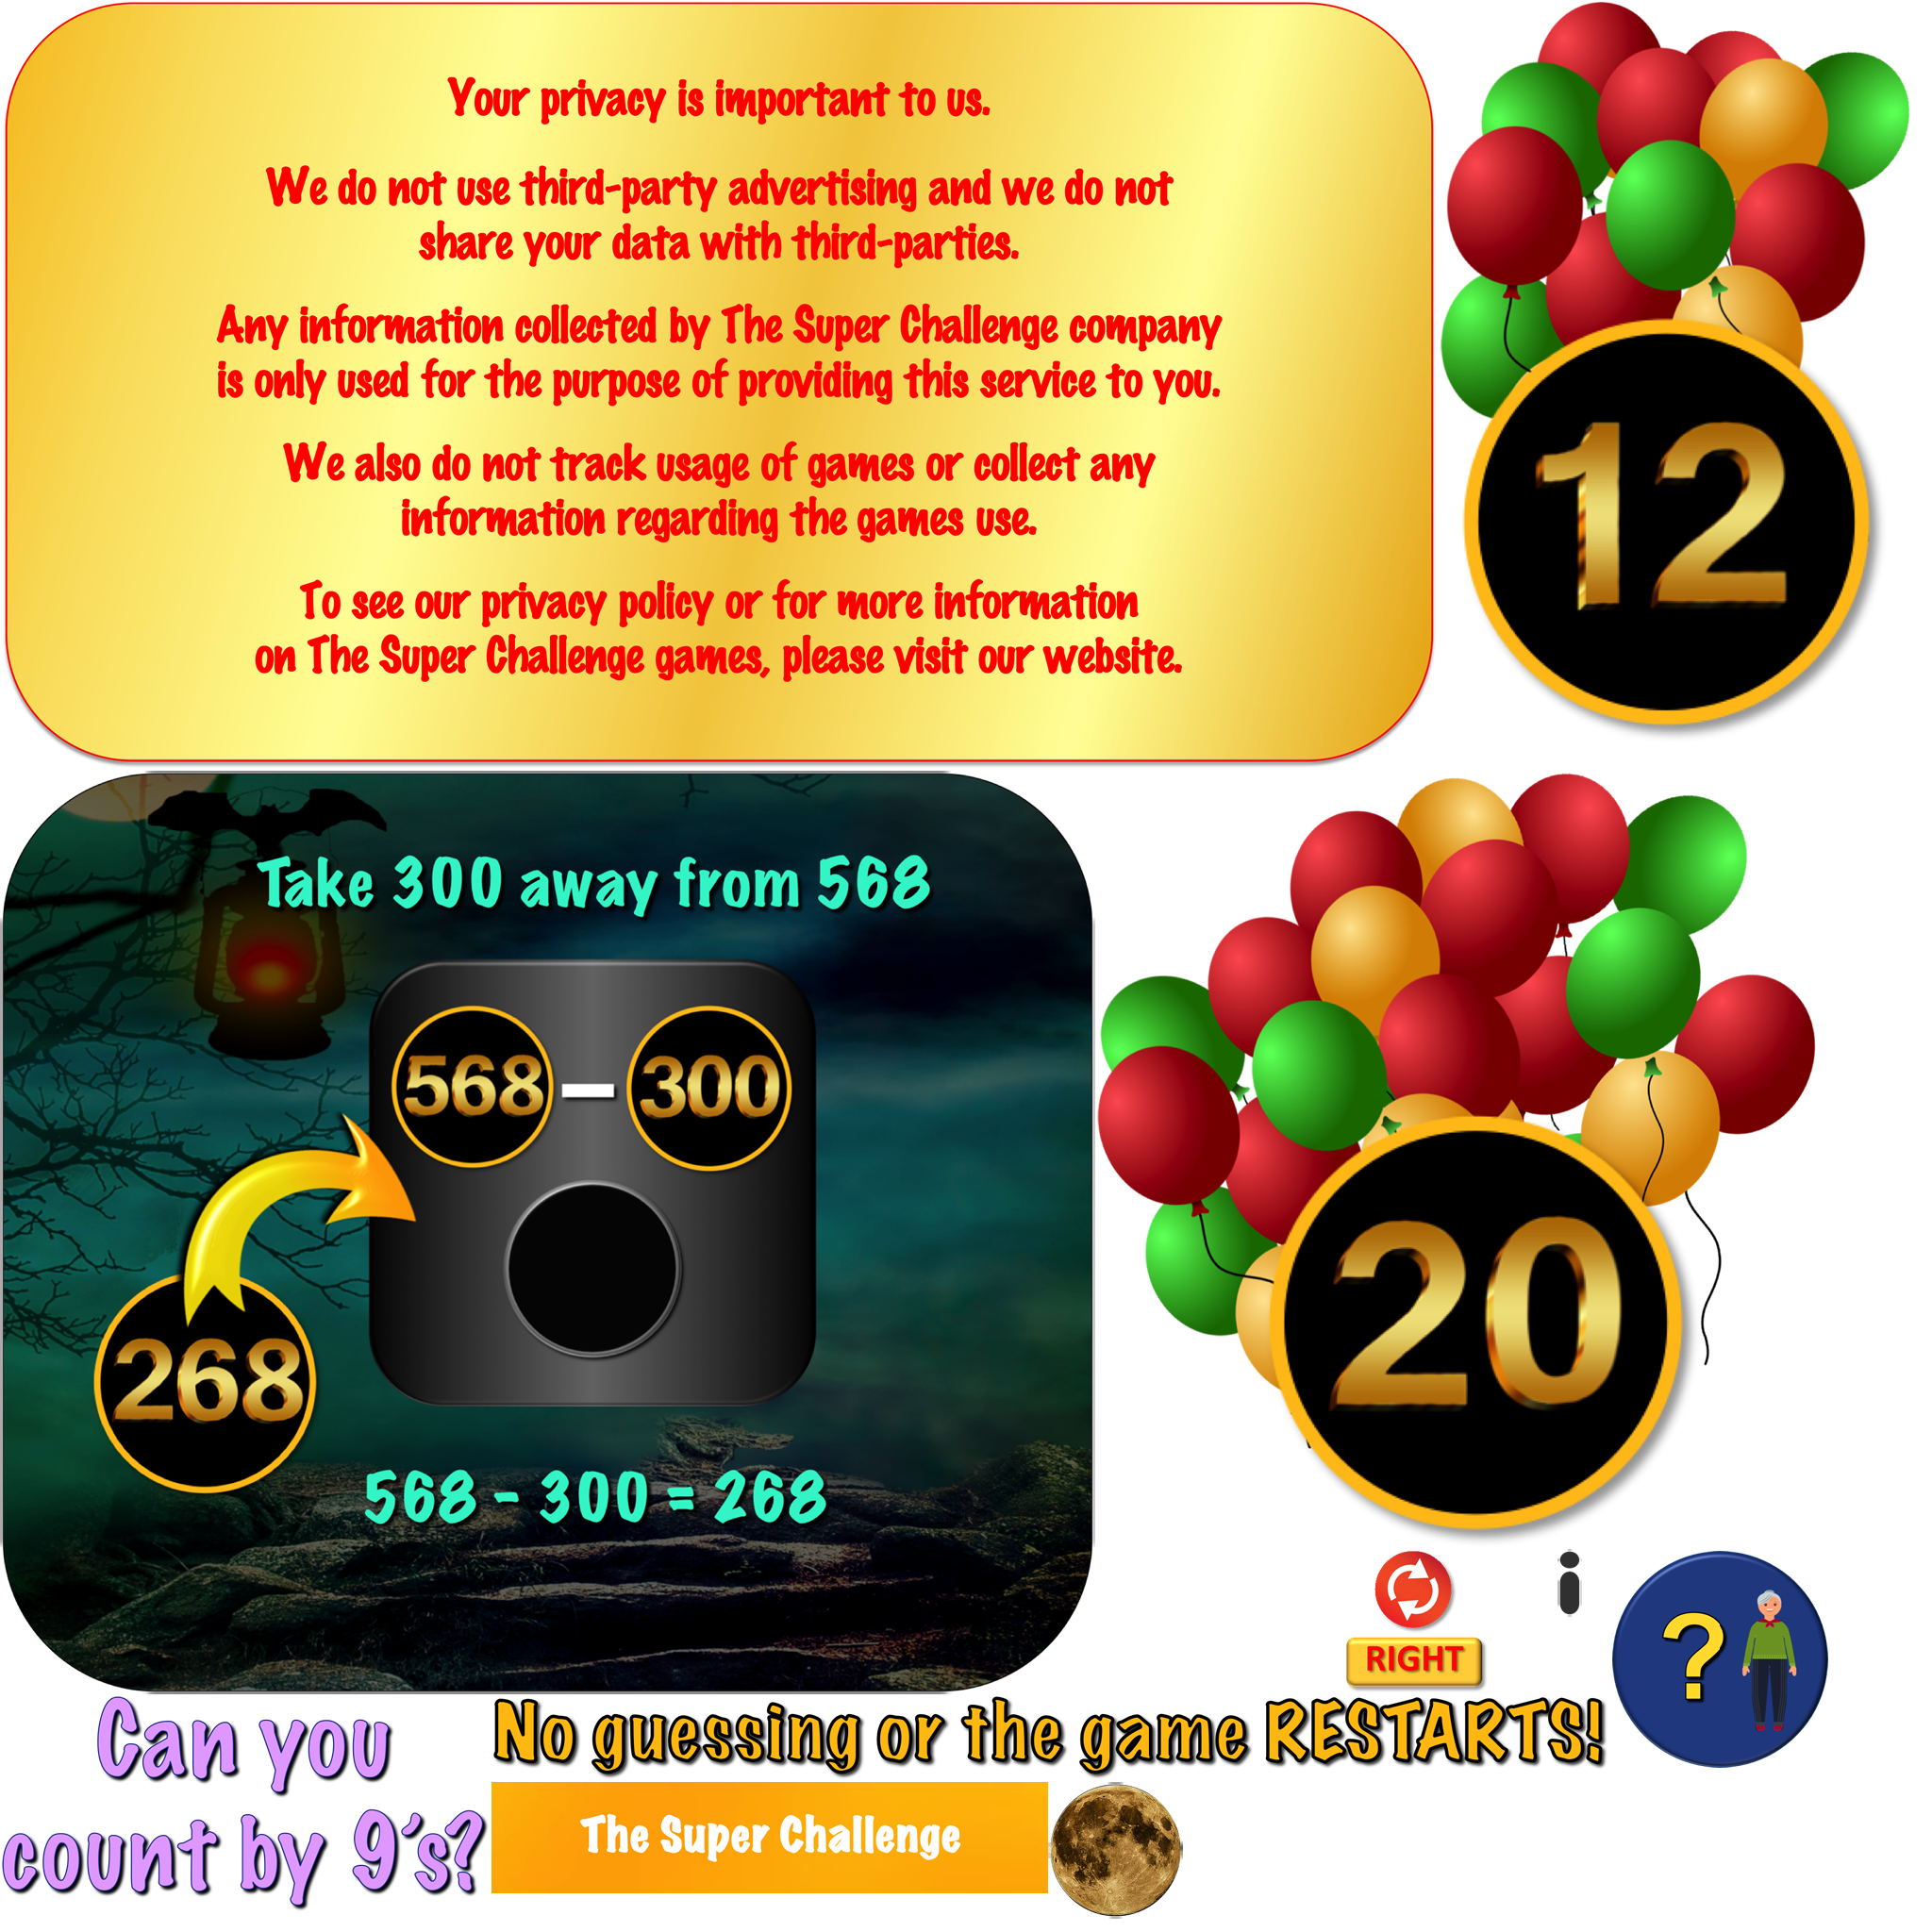 Your privacy is important to us.
We do not use third-party advertising and we do not
share your data with third-parties.
Any information collected by The Super Challenge company
is only used for the purpose of providing this service to you.
We also do not track usage of games or collect any
information regarding the games use.
To see our privacy policy or for more information
on The Super Challenge games, please visit our website.
12
Take 300 away from 568
568 - 300
268
568 - 300 = 268
20
RIGHT
i
?
Can you
count by 9's?
No guessing or the game RESTARTS!
The Super Challenge